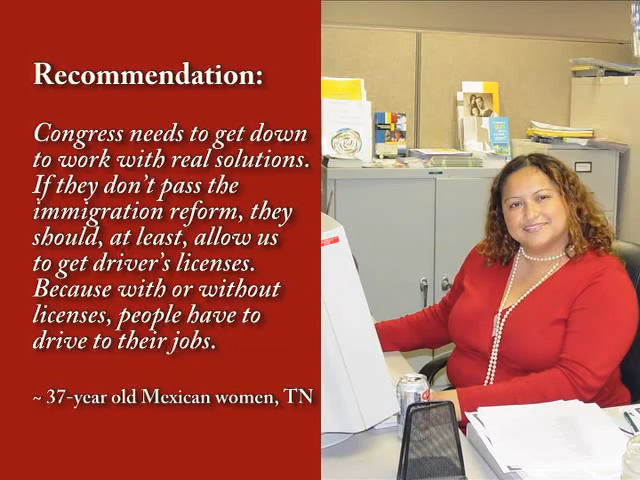 Recommendation:
Congress needs to get down
to work with real solutions.
If they don't pass the
immigration reform, they
should, at least, allow us
to get driver's licenses.
Because with or without
licenses, people have to
drive to their jobs.
~ 37-year old Mexican women, TN